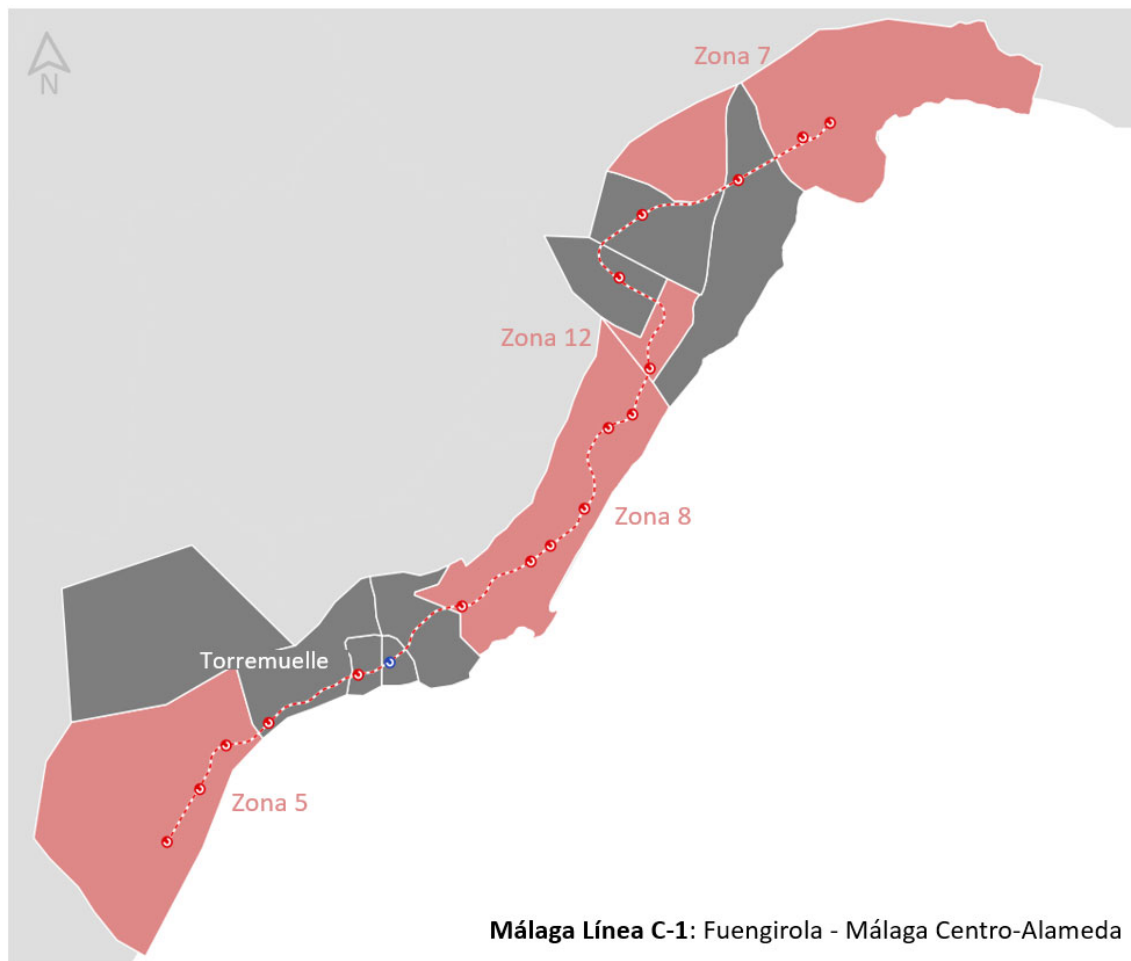 Zona 7
N
Zona 12
Zona 8
Torremuelle
Zona 5
Málaga Línea C-1: Fuengirola - Málaga Centro-Alameda